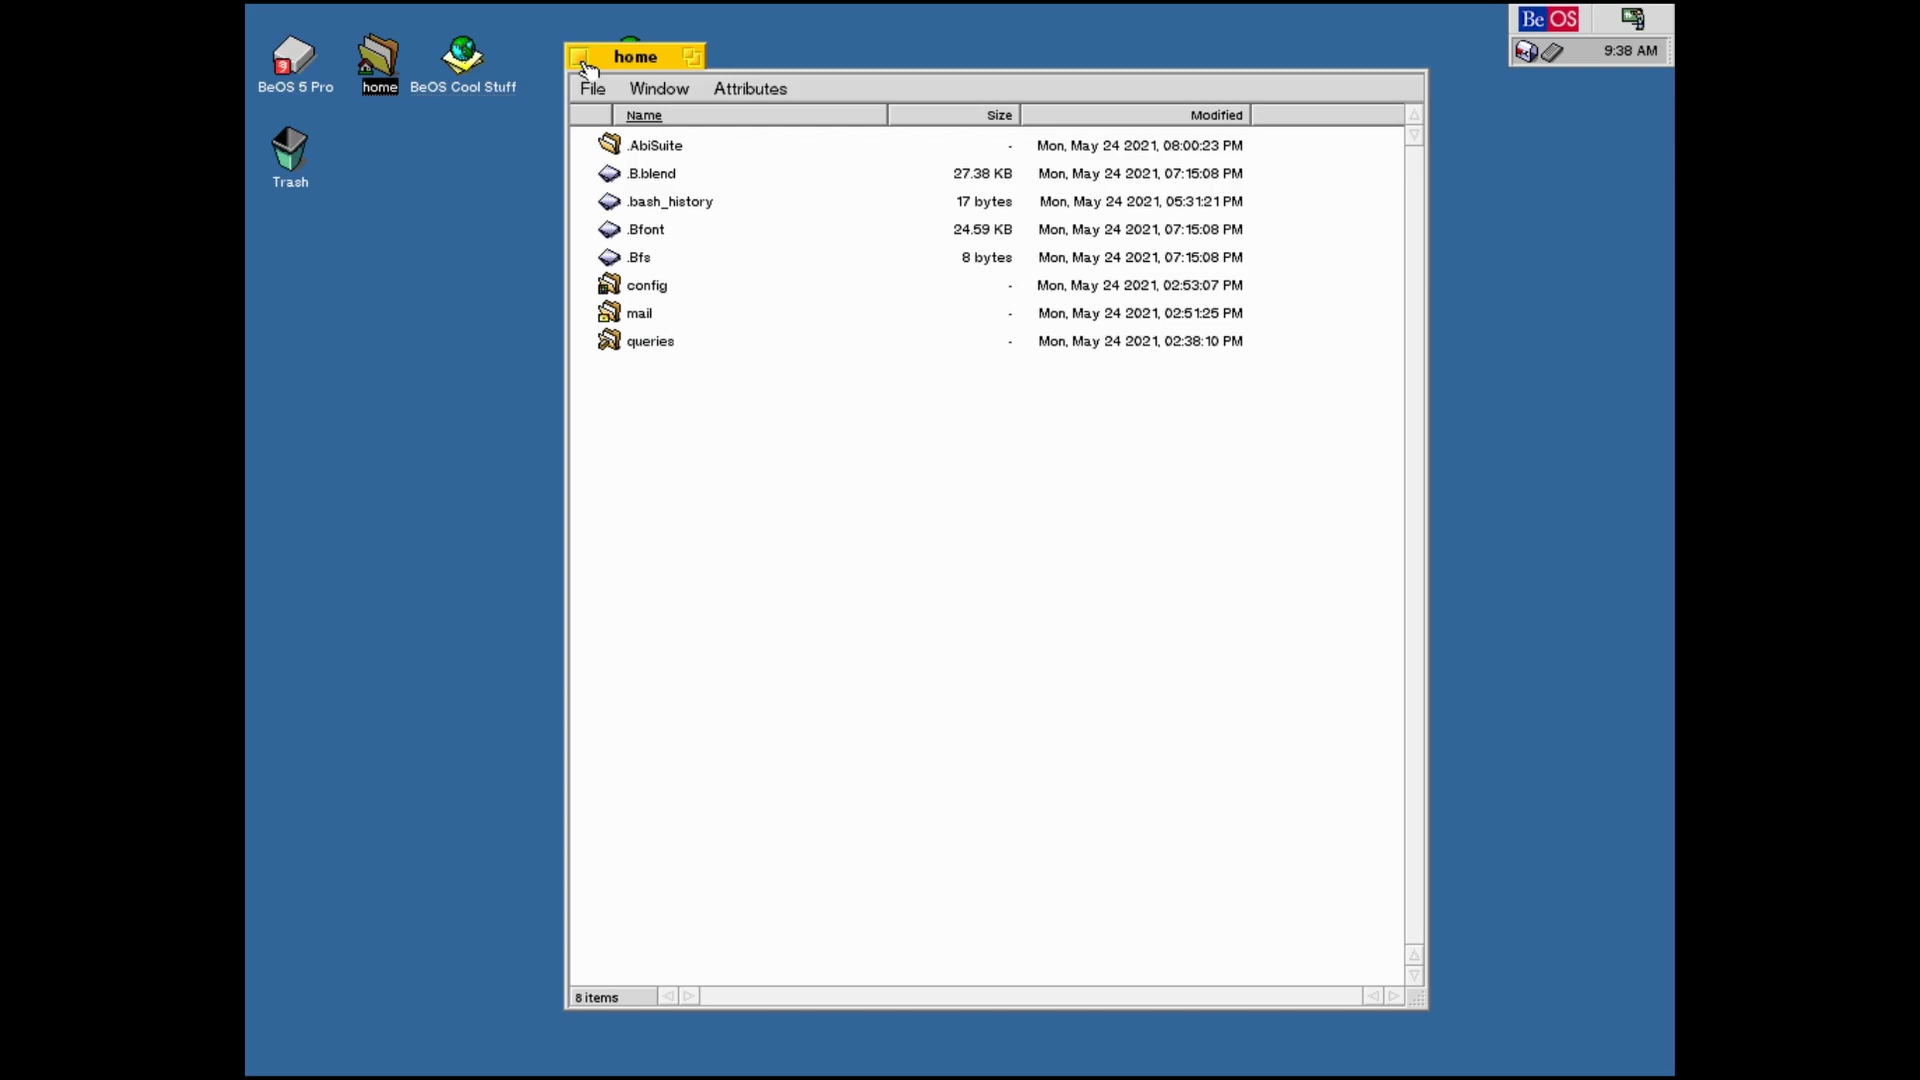 BeOS 5 Pro
home
BeOS Cool Stuff
Trash
home
File Window Attributes
Name Size Modified
.AbiSuite - Mon, May 24 2021, 08:00:23 PM
.B.blend 27.38 KB Mon, May 24 2021, 07:15:08 PM
.bash_history 17 bytes Mon, May 24 2021, 05:31:21 PM
.Bfont 24.59 KB Mon, May 24 2021, 07:15:08 PM
.Bfs 8 bytes Mon, May 24 2021, 07:15:08 PM
config - Mon, May 24 2021, 02:53:07 PM
mail - Mon, May 24 2021, 02:51:25 PM
queries - Mon, May 24 2021, 02:38:10 PM
8 items
BeOS
9:38 AM